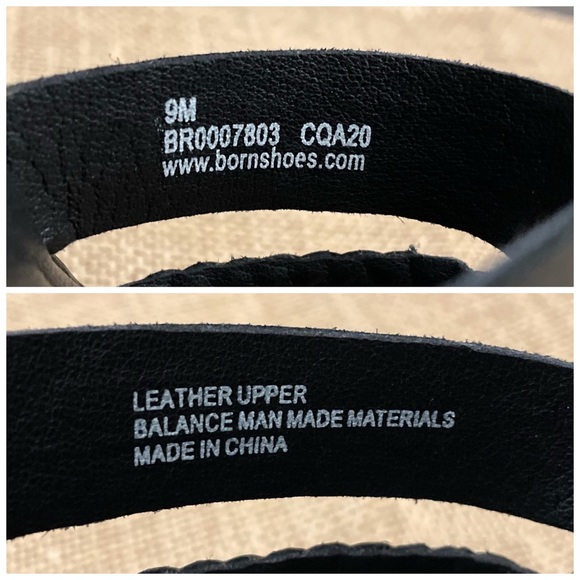 9M
BR0007803 CQA20
www.bornshoes.com
LEATHER UPPER
BALANCE MAN MADE MATERIALS
MADE IN CHINA